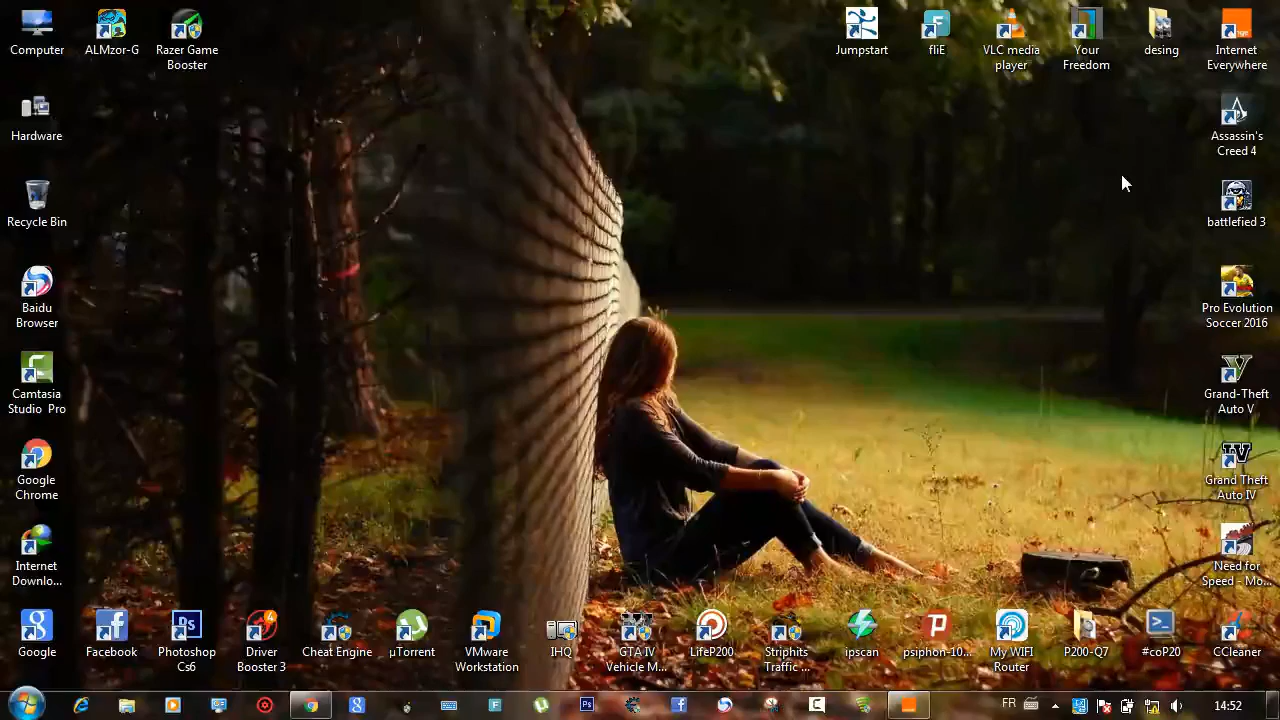 Computer
ALMzor-G
Razer Game
Booster
Jumpstart
fliE
VLC media
player
Your
Freedom
desing
Internet
Everywhere
Hardware
Assassin's
Creed 4
Recycle Bin
battlefied 3
Baidu
Browser
Pro Evolution
Soccer 2016
Camtasia
Studio Pro
Grand-Theft
Auto V
Google
Chrome
Grand Theft
Auto IV
Internet
Downlo...
Need for
Speed - Mo...
Google
Facebook
Photoshop
Cs6
Driver
Booster 3
Cheat Engine
µTorrent
VMware
Workstation
IHQ
GTA IV
Vehicle M...
LifeP200
Striphits
Traffic ...
ipscan
psiphon-10...
My WIFI
Router
P200-Q7
#coP20
CCleaner
FR
14:52